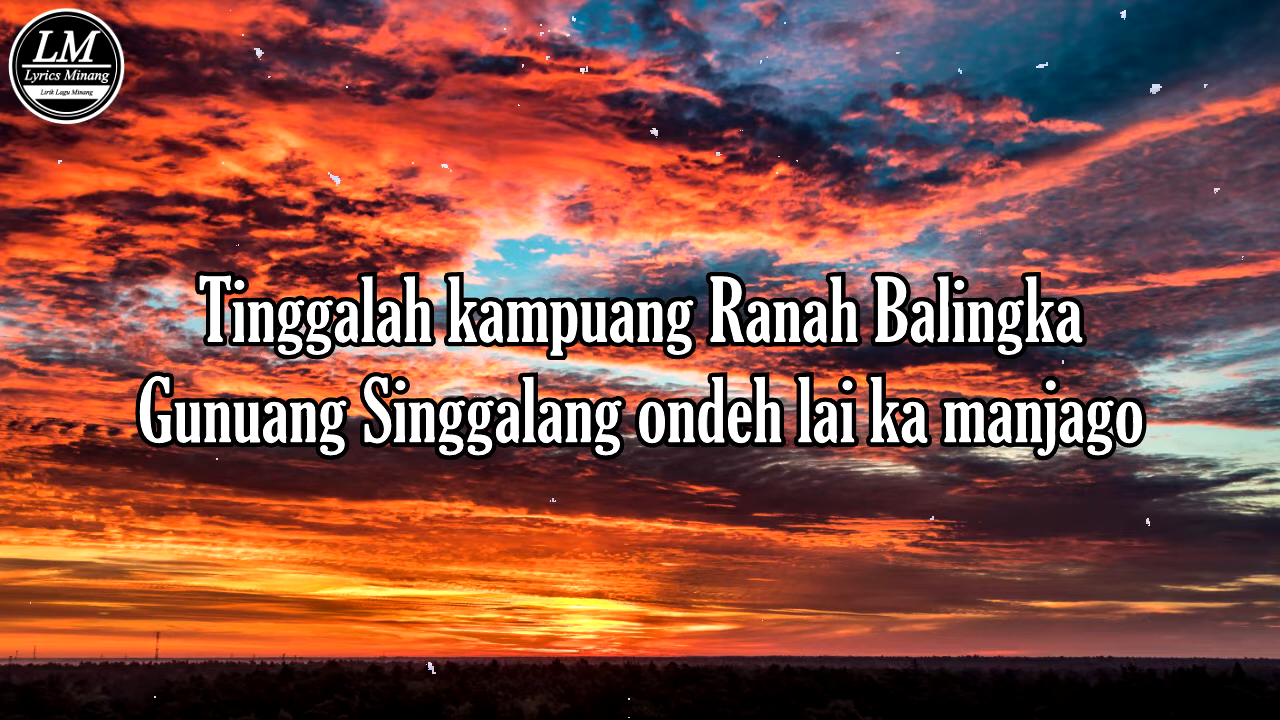 LM
Lyrics Minang
Lirik Lagu Minang
Tinggalah kampuang Ranah Balingka
Gunuang Singgalang ondeh lai ka manjago